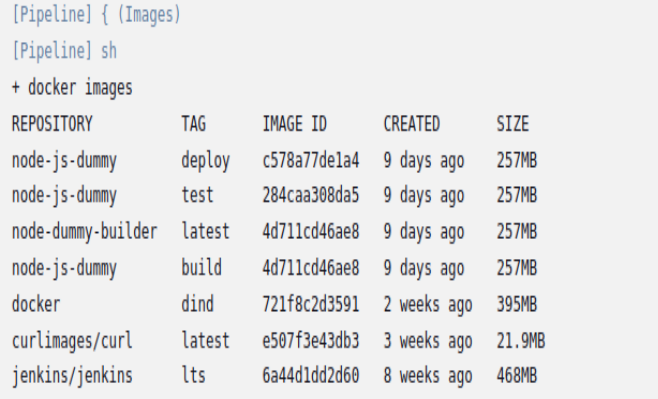 [Pipeline] { (Images)
[Pipeline] sh
+ docker images
REPOSITORY TAG IMAGE ID CREATED SIZE
node-js-dummy deploy c578a77de1a4 9 days ago 257MB
node-js-dummy test 284caa308da5 9 days ago 257MB
node-dummy-builder latest 4d711cd46ae8 9 days ago 257MB
node-js-dummy build 4d711cd46ae8 9 days ago 257MB
docker dind 721f8c2d3591 2 weeks ago 395MB
curlimages/curl latest e507f3e43db3 3 weeks ago 21.9MB
jenkins/jenkins lts 6a44d1dd2d60 8 weeks ago 468MB